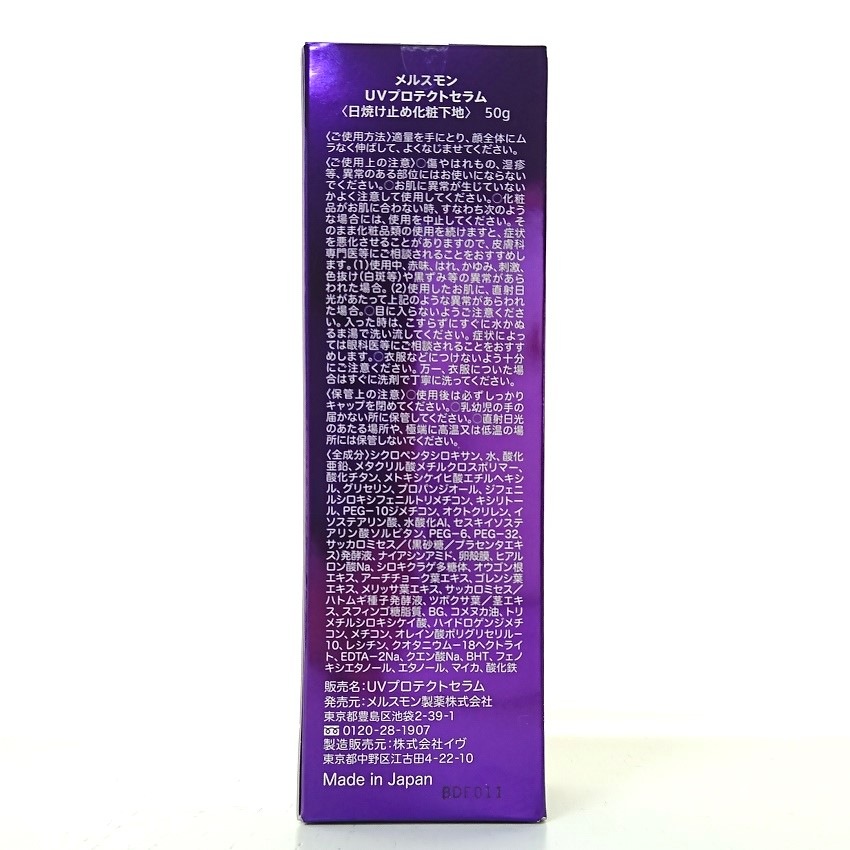 メルスモン
UVプロテクトセラム
〈日焼け止め化粧下地〉 50g
〈ご使用方法〉適量を手にとり、顔全体にム
ラなく伸ばして、よくなじませてください。
〈ご使用上の注意〉○傷やはれもの、湿疹
等、異常のある部位にはお使いにならない
でください。○お肌に異常が生じていない
かよく注意して使用してください。○化粧
品がお肌に合わない時、すなわち次のよう
な場合には、使用を中止してください。そ
のまま化粧品類の使用を続けますと、症状
を悪化させることがありますので、皮膚科
専門医等にご相談されることをおすすめし
ます。(1)使用中、赤味、はれ、かゆみ、刺激、
色抜け(白斑等)や黒ずみ等の異常があら
われた場合。(2)使用したお肌に、直射日
光があたって上記のような異常があらわれ
た場合。○目に入らないようご注意くださ
い。入った時は、こすらずにすぐに水かぬ
るま湯で洗い流してください。症状によっ
ては眼科医等にご相談されることをおすす
めします。○衣服などにつけないよう十分
にご注意ください。万一、衣服についた場
合はすぐに洗剤で丁寧に洗ってください。
〈保管上の注意〉○使用後は必ずしっかり
キャップを閉めてください。○乳幼児の手の
届かない所に保管してください。○直射日光
のあたる場所や、極端に高温又は低温の場
所には保管しないでください。
〈全成分〉シクロペンタシロキサン、水、酸化
亜鉛、メタクリル酸メチルクロスポリマー、
酸化チタン、メトキシケイヒ酸エチルヘキシ
ル、グリセリン、プロパンジオール、ジフェニ
ルシロキシフェニルトリメチコン、キシリトー
ル、PEG-10ジメチコン、オクトクリレン、イ
ソステアリン酸、水酸化Al、セスキイソステ
アリン酸ソルビタン、PEG-6、PEG-32、
サッカロミセス／(黒砂糖／プラセンタエキ
ス)発酵液、ナイアシンアミド、卵殻膜、ヒアル
ロン酸Na、シロキクラゲ多糖体、オウゴン根
エキス、アーチチョーク葉エキス、ゴレンシ葉
エキス、メリッサ葉エキス、サッカロミセス／
ハトムギ種子発酵液、ツボクサ葉／茎エキ
ス、スフィンゴ糖脂質、BG、コメヌカ油、トリ
メチルシロキシケイ酸、ハイドロゲンジメチ
コン、メチコン、オレイン酸ポリグリセリル-
10、レシチン、クオタニウム-18ヘクトライ
ト、EDTA-2Na、クエン酸Na、BHT、フェノ
キシエタノール、エタノール、マイカ、酸化鉄
販売名：UVプロテクトセラム
発売元：メルスモン製薬株式会社
東京都豊島区池袋2-39-1
0120-28-1907
製造販売元：株式会社イヴ
東京都中野区江古田4-22-10
Made in Japan